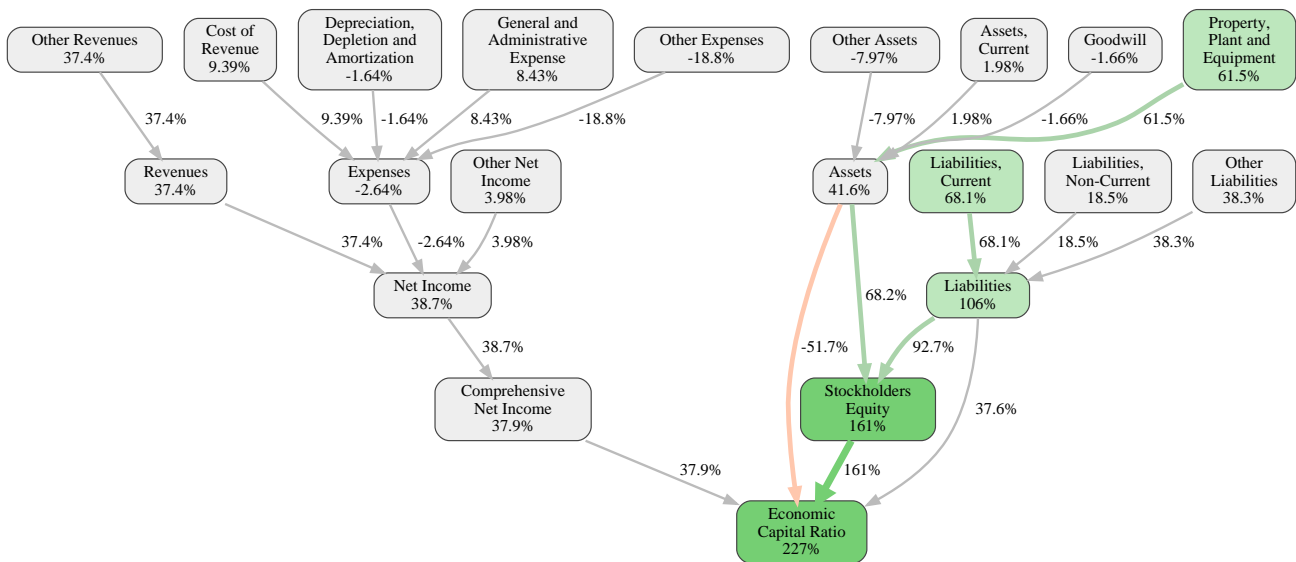 Other Revenues
37.4%
Cost of
Revenue
9.39%
Depreciation,
Depletion and
Amortization
-1.64%
General and
Administrative
Expense
8.43%
Other Expenses
-18.8%
Other Assets
-7.97%
Assets,
Current
1.98%
Goodwill
-1.66%
Property,
Plant and
Equipment
61.5%
37.4%
9.39%
-1.64%
8.43%
-18.8%
-7.97%
1.98%
-1.66%
61.5%
Revenues
37.4%
Expenses
-2.64%
Other Net
Income
3.98%
Assets
41.6%
Liabilities,
Current
68.1%
Liabilities,
Non-Current
18.5%
Other
Liabilities
38.3%
37.4%
-2.64%
3.98%
68.1%
18.5%
38.3%
Net Income
38.7%
68.2%
Liabilities
106%
38.7%
-51.7%
92.7%
Comprehensive
Net Income
37.9%
Stockholders
Equity
161%
37.6%
37.9%
161%
Economic
Capital Ratio
227%